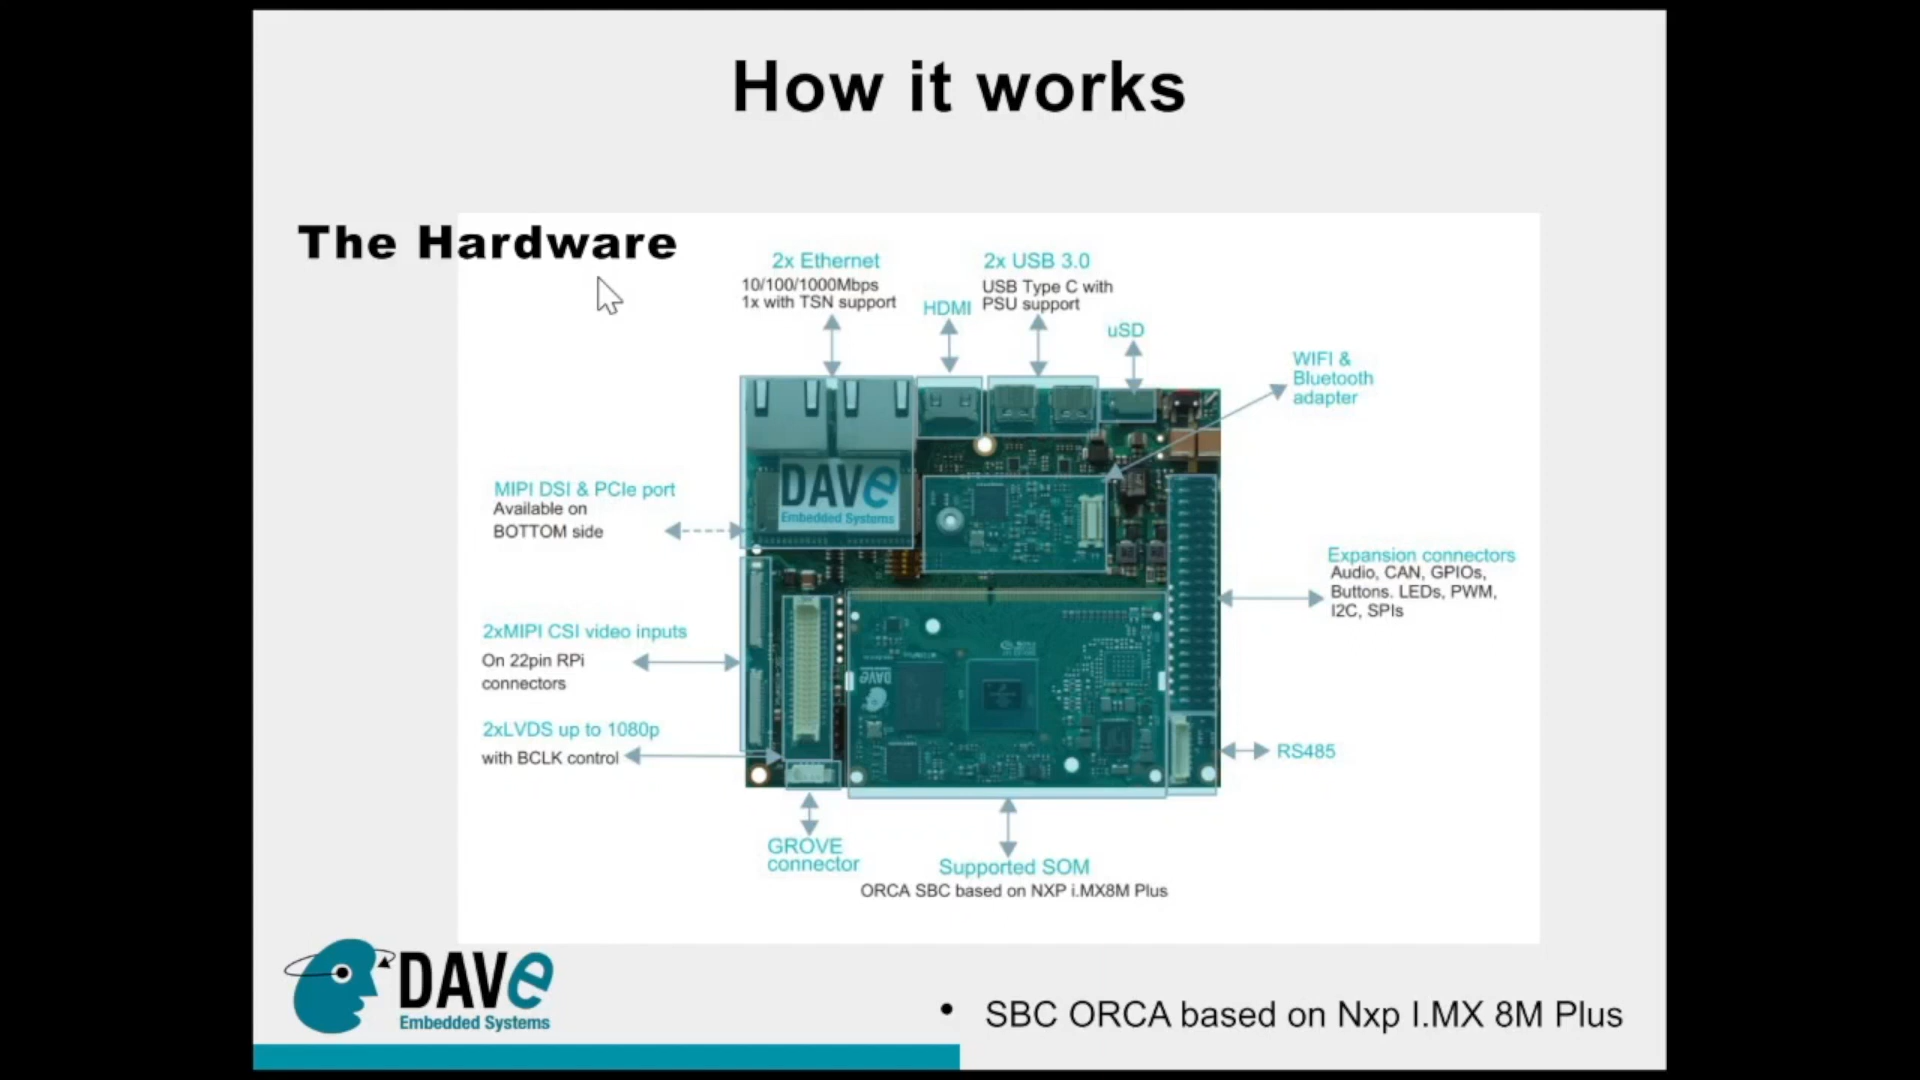 How it works
The Hardware
2x Ethernet
10/100/1000Mbps
1x with TSN support
HDMI
2x USB 3.0
USB Type C with
PSU support
uSD
WIFI &
Bluetooth
adapter
MIPI DSI & PCIe port
Available on
BOTTOM side
DAVe
Embedded Systems
Expansion connectors
Audio, CAN, GPIOs,
Buttons. LEDs, PWM,
I2C, SPIs
2xMIPI CSI video inputs
On 22pin RPi
connectors
DAVe
2xLVDS up to 1080p
with BCLK control
RS485
GROVE
connector
Supported SOM
ORCA SBC based on NXP i.MX8M Plus
DAVe
Embedded Systems
• SBC ORCA based on Nxp I.MX 8M Plus